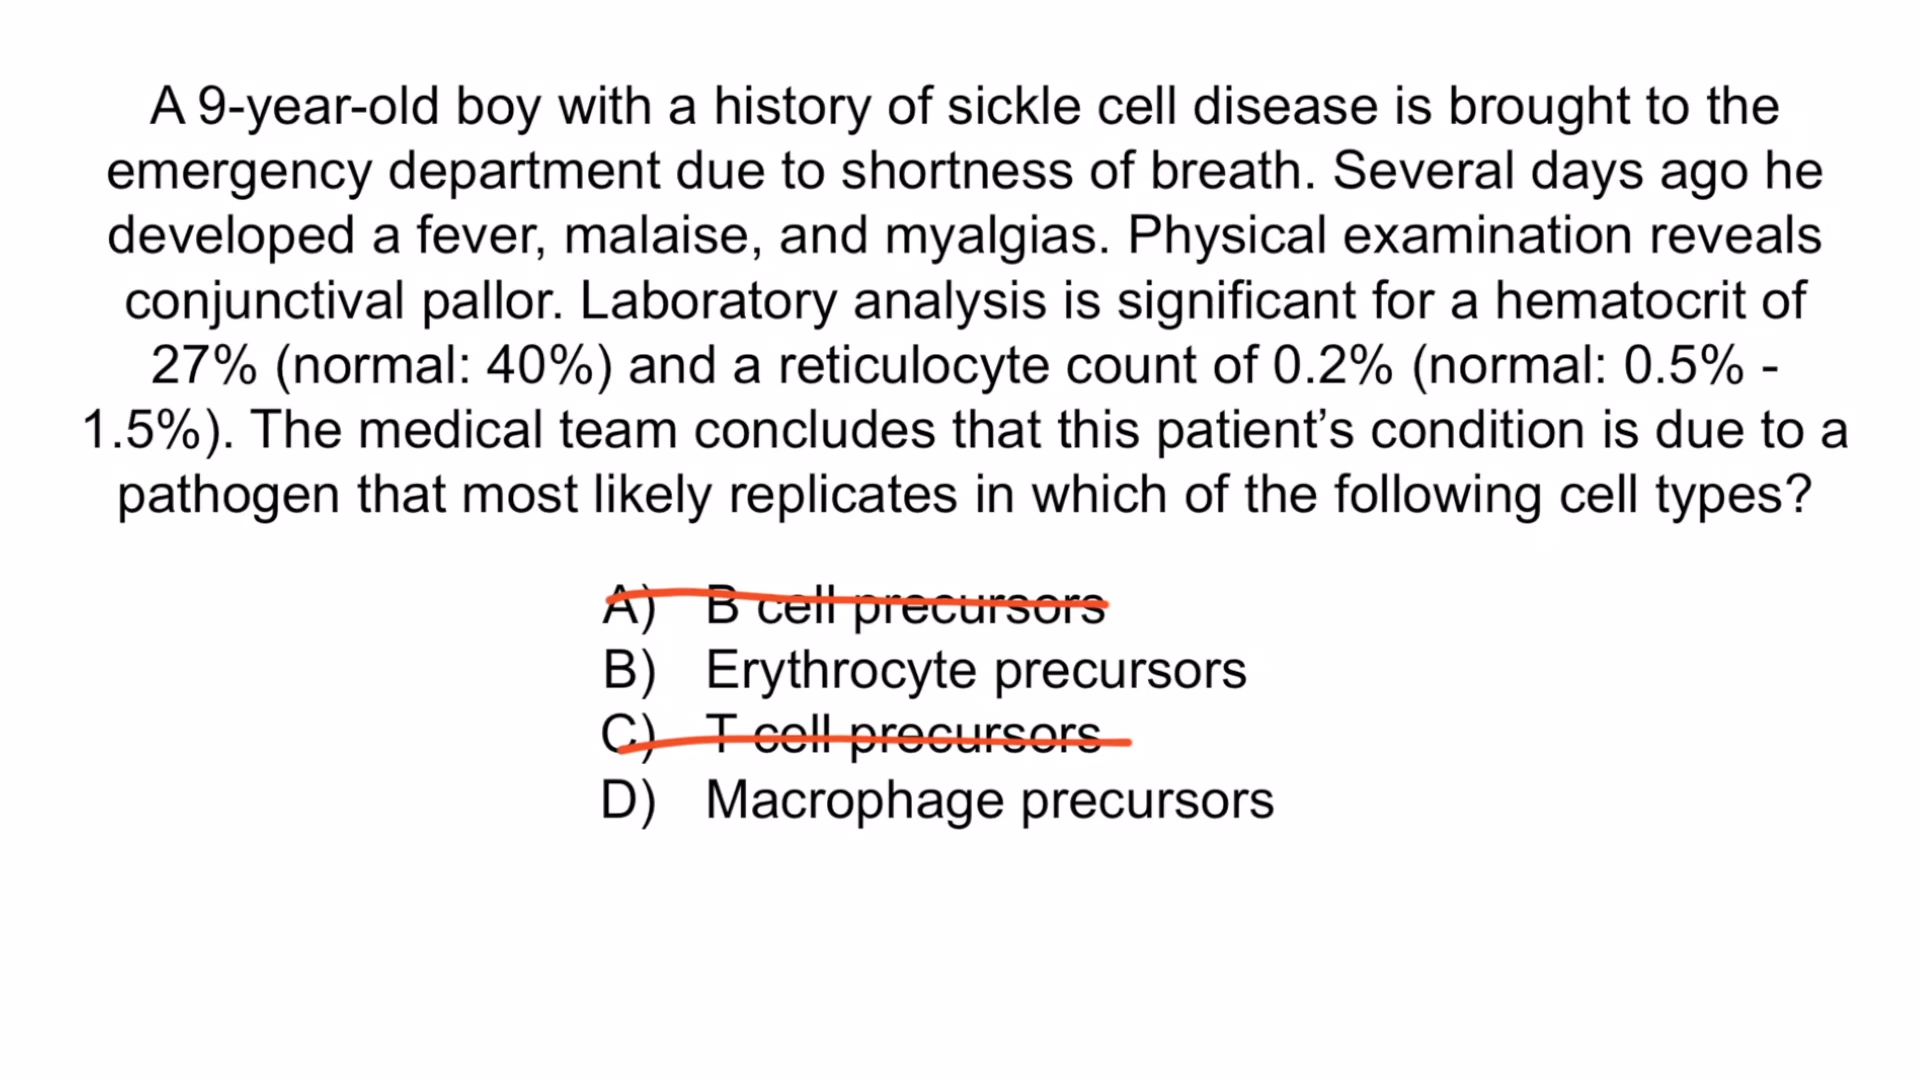 A 9-year-old boy with a history of sickle cell disease is brought to the
emergency department due to shortness of breath. Several days ago he
developed a fever, malaise, and myalgias. Physical examination reveals
conjunctival pallor. Laboratory analysis is significant for a hematocrit of
27% (normal: 40%) and a reticulocyte count of 0.2% (normal: 0.5% -
1.5%). The medical team concludes that this patient’s condition is due to a
pathogen that most likely replicates in which of the following cell types?
A) B cell precursors
B) Erythrocyte precursors
C) T cell precursors
D) Macrophage precursors